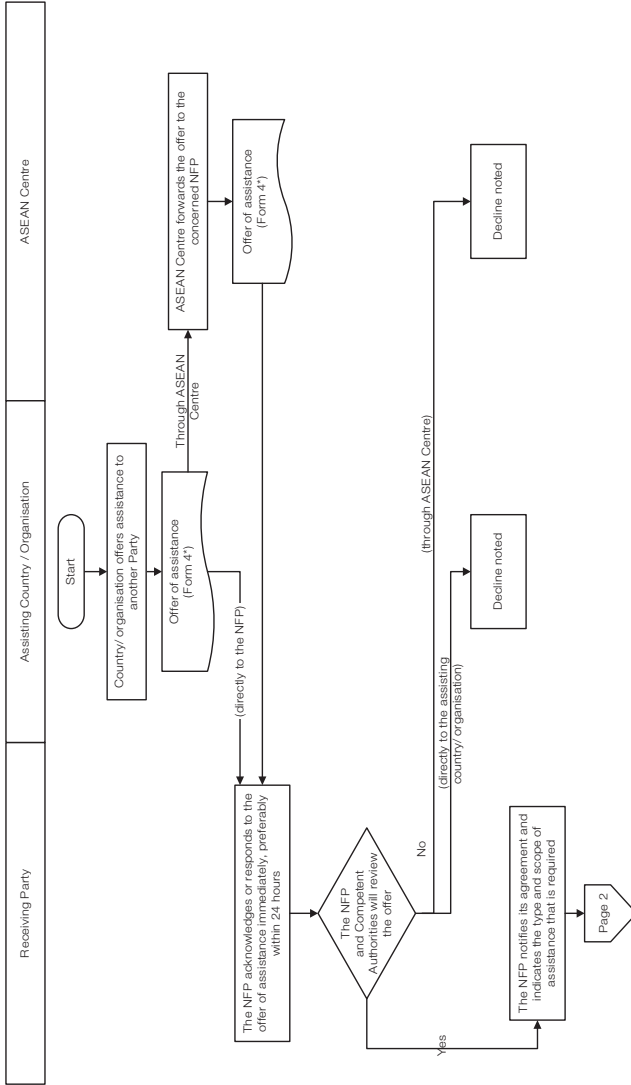 Receiving Party
Assisting Country / Organisation
ASEAN Centre
Start
Country/ organisation offers assistance to
another Party
Offer of assistance
(Form 4*)
Through ASEAN
Centre
ASEAN Centre forwards the offer to the
concerned NFP
Offer of assistance
(Form 4*)
(directly to the NFP)
The NFP acknowledges or responds to the
offer of assistance immediately, preferably
within 24 hours
The NFP
and Competent
Authorities will review
the offer
No
(through ASEAN Centre)
(directly to the assisting
country/ organisation)
Decline noted
Decline noted
Yes
The NFP notifies its agreement and
indicates the type and scope of
assistance that is required
Page 2